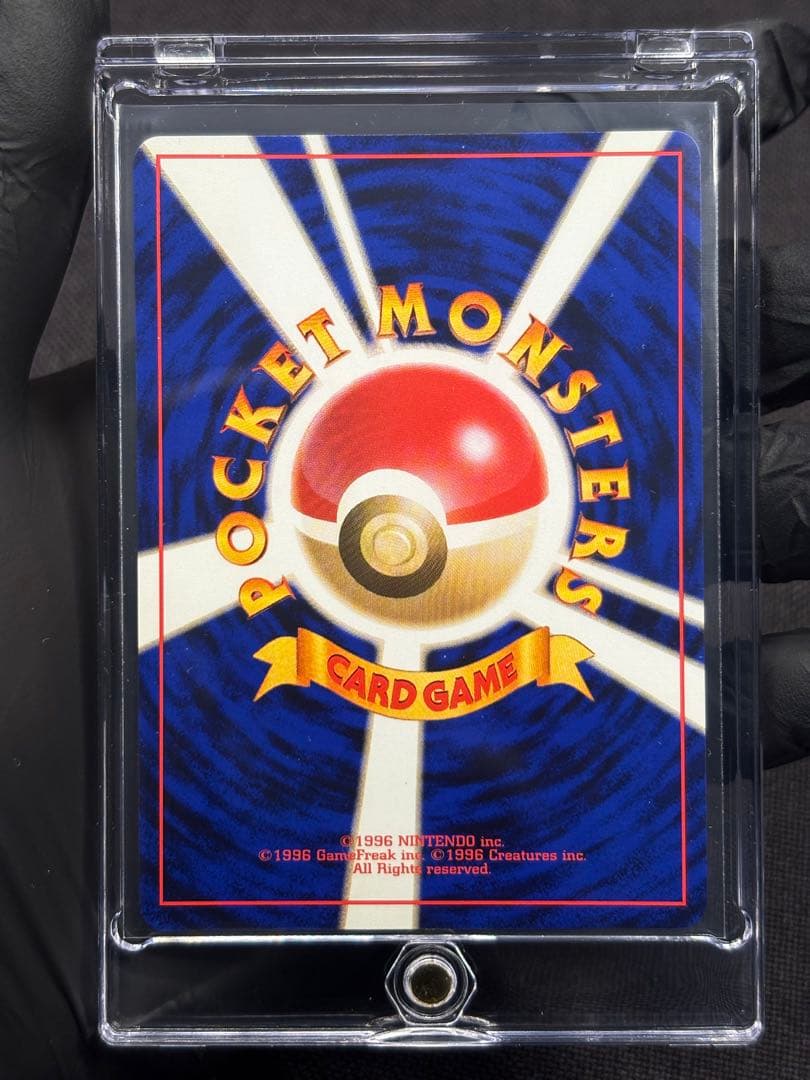 POCKET MONSTERS
CARD GAME
©1996 NINTENDO inc.
©1996 GameFreak inc. ©1996 Creatures inc.
All Rights reserved.